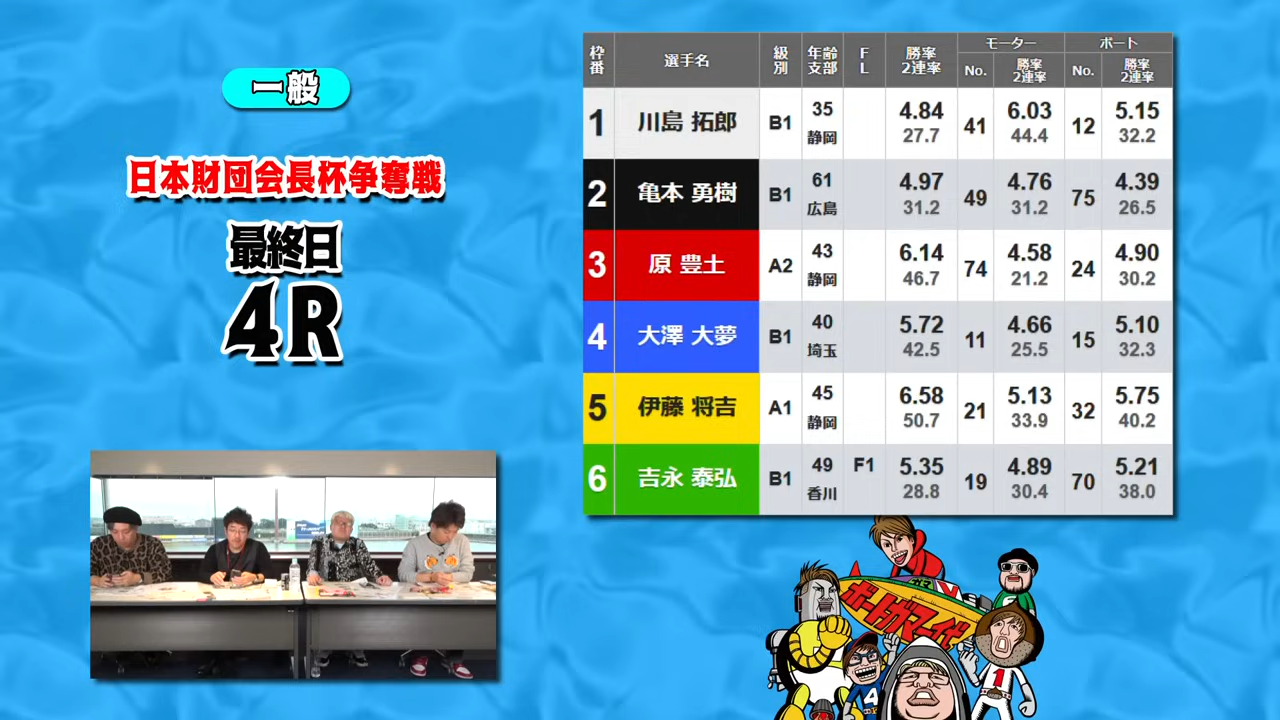 一般
日本財団会長杯争奪戦
最終日
4R
枠番 選手名 級別 年齢支部 FL 勝率2連率 モーター ボート
No. 勝率2連率 No. 勝率2連率
1 川島 拓郎 B1 35 静岡 4.84 27.7 41 6.03 44.4 12 5.15 32.2
2 亀本 勇樹 B1 61 広島 4.97 31.2 49 4.76 31.2 75 4.39 26.5
3 原 豊土 A2 43 静岡 6.14 46.7 74 4.58 21.2 24 4.90 30.2
4 大澤 大夢 B1 40 埼玉 5.72 42.5 11 4.66 25.5 15 5.10 32.3
5 伊藤 将吉 A1 45 静岡 6.58 50.7 21 5.13 33.9 32 5.75 40.2
6 吉永 泰弘 B1 49 香川 F1 5.35 28.8 19 4.89 30.4 70 5.21 38.0
ボートガマ一代
4
1